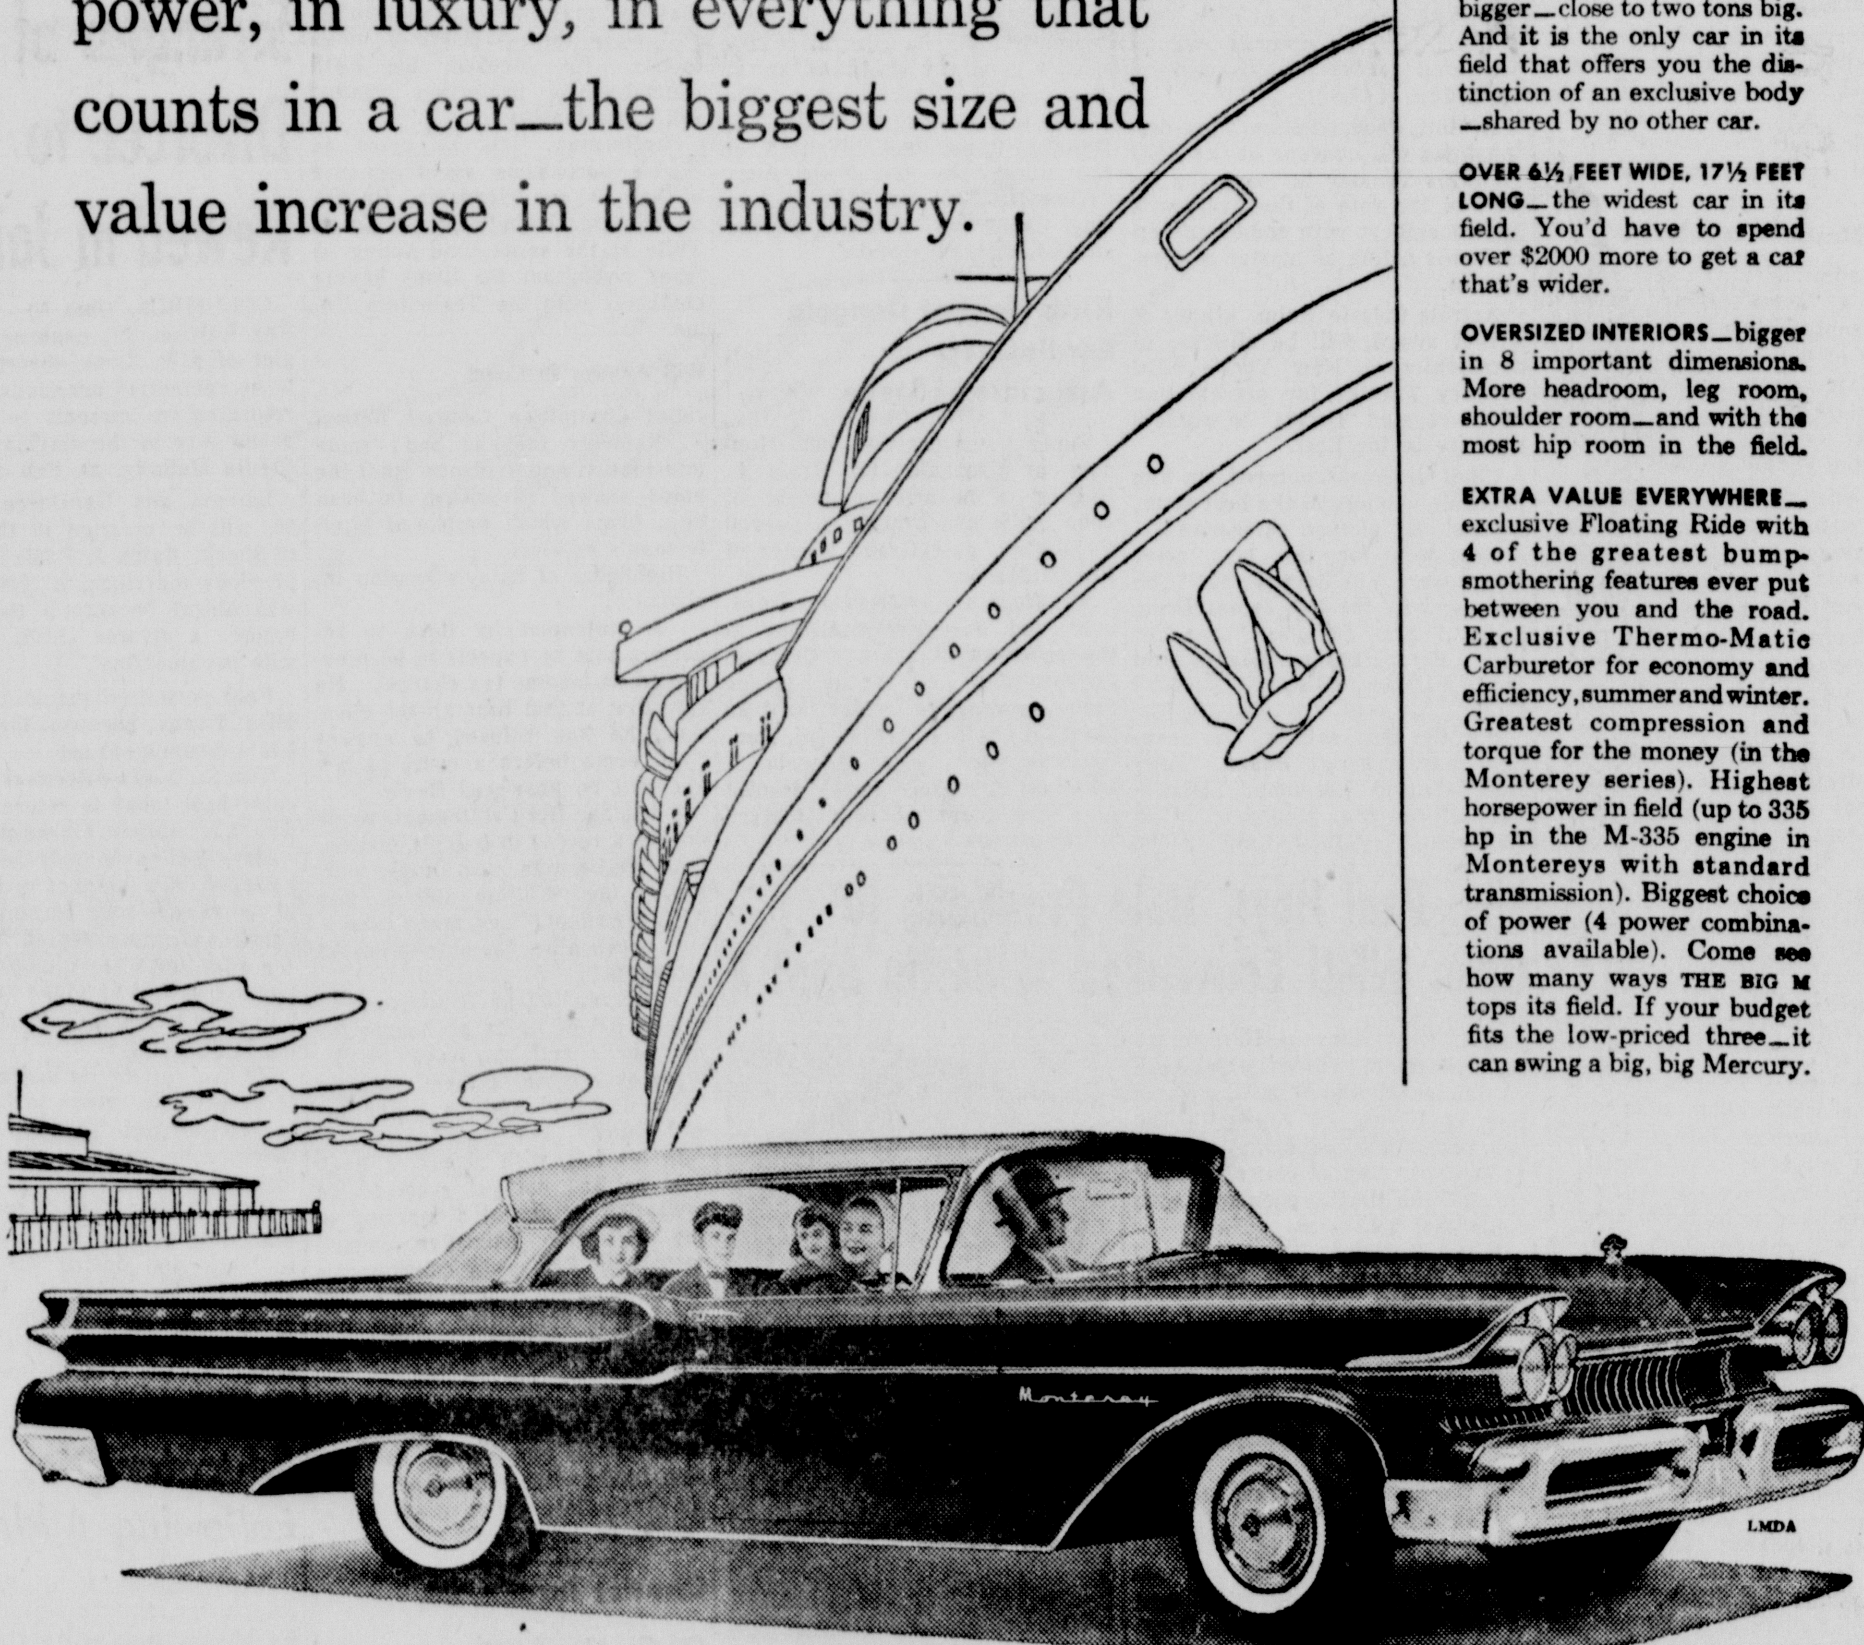 power, in luxury, in everything that
counts in a car—the biggest size and
value increase in the industry.
bigger—close to two tons big.
And it is the only car in its
field that offers you the dis-
tinction of an exclusive body
—shared by no other car.
OVER 6½ FEET WIDE, 17½ FEET
LONG—the widest car in its
field. You'd have to spend
over $2000 more to get a car
that's wider.
OVERSIZED INTERIORS—bigger
in 8 important dimensions.
More headroom, leg room,
shoulder room—and with the
most hip room in the field.
EXTRA VALUE EVERYWHERE—
exclusive Floating Ride with
4 of the greatest bump-
smothering features ever put
between you and the road.
Exclusive Thermo-Matic
Carburetor for economy and
efficiency, summer and winter.
Greatest compression and
torque for the money (in the
Monterey series). Highest
horsepower in field (up to 335
hp in the M-335 engine in
Montereys with standard
transmission). Biggest choice
of power (4 power combina-
tions available). Come see
how many ways THE BIG M
tops its field. If your budget
fits the low-priced three—it
can swing a big, big Mercury.
Monterey
LMDA